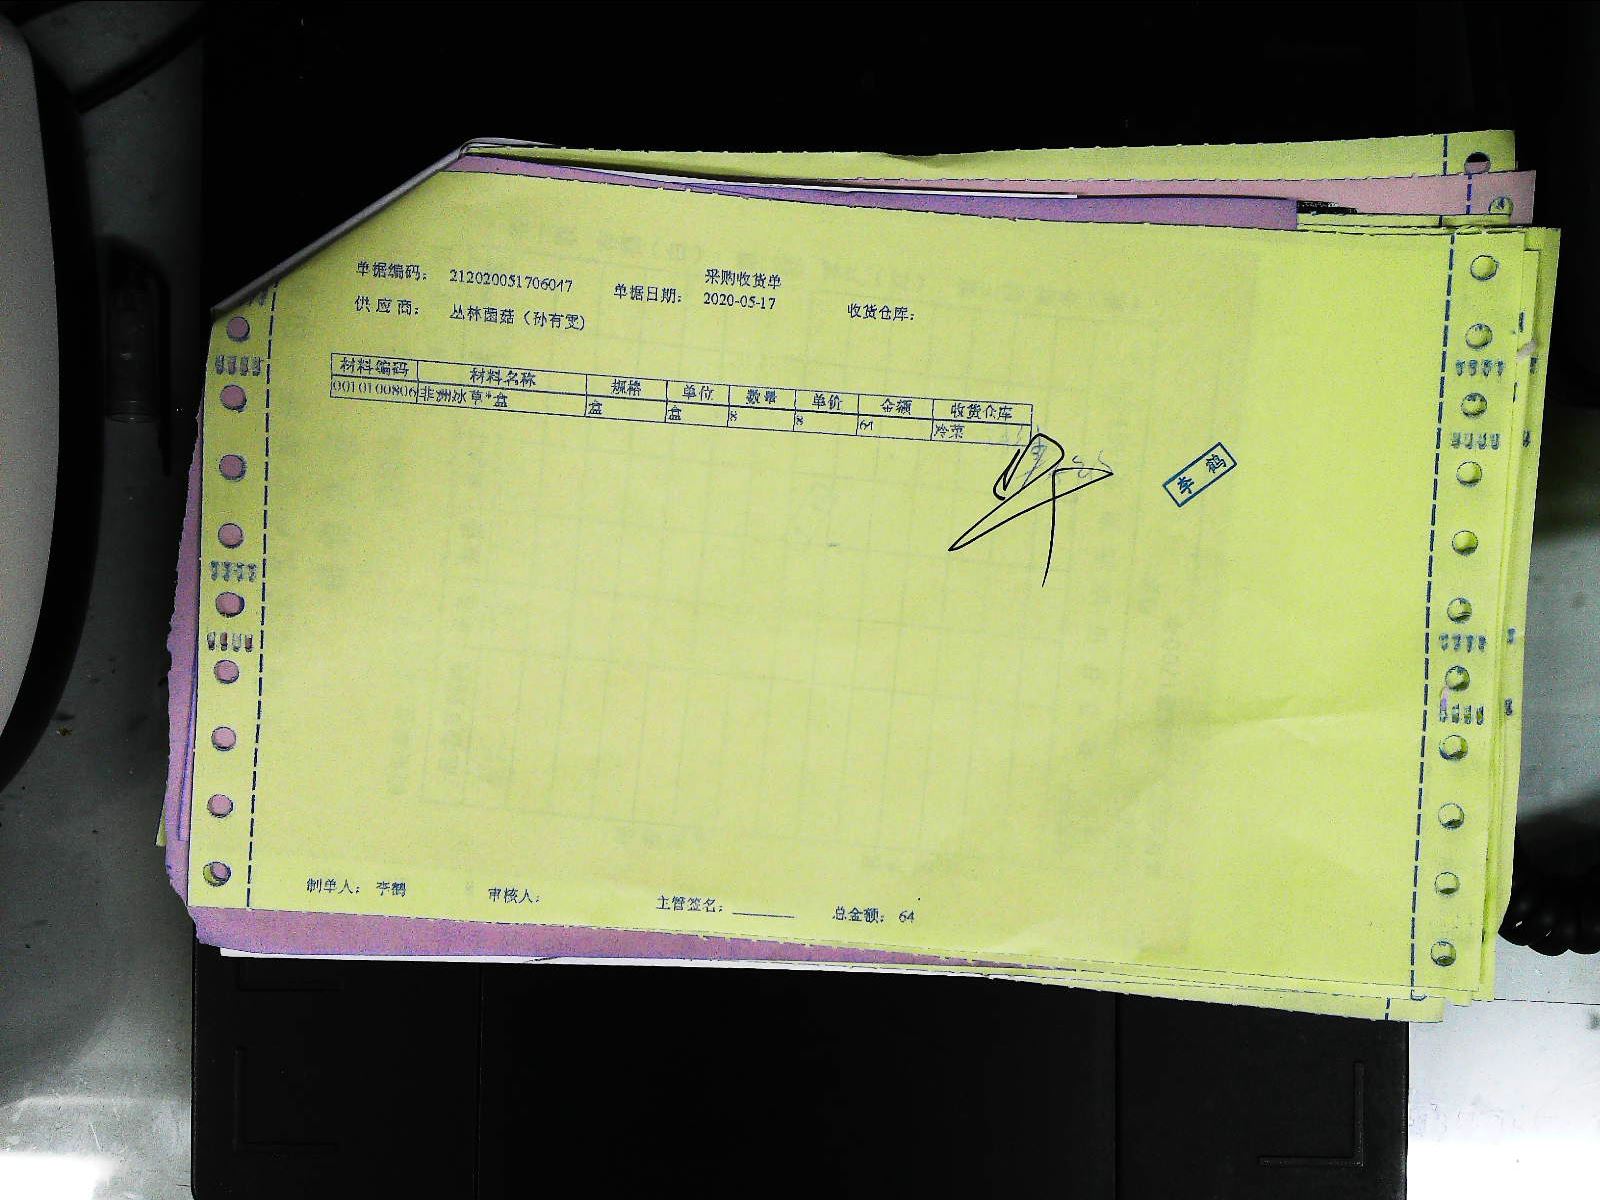 采购收货单
单据编码: 212020051706047 单据日期: 2020-05-17 收货仓库:
供应商: 丛林菌菇(孙有雯)
材料编码 材料名称 规格 单位 数量 单价 金额 收货仓库
0010100806 非洲冰草*盒 盒 盒 8 8 64 冷菜
李鹤
制单人: 李鹤 审核人: 主管签名: ______ 总金额: 64